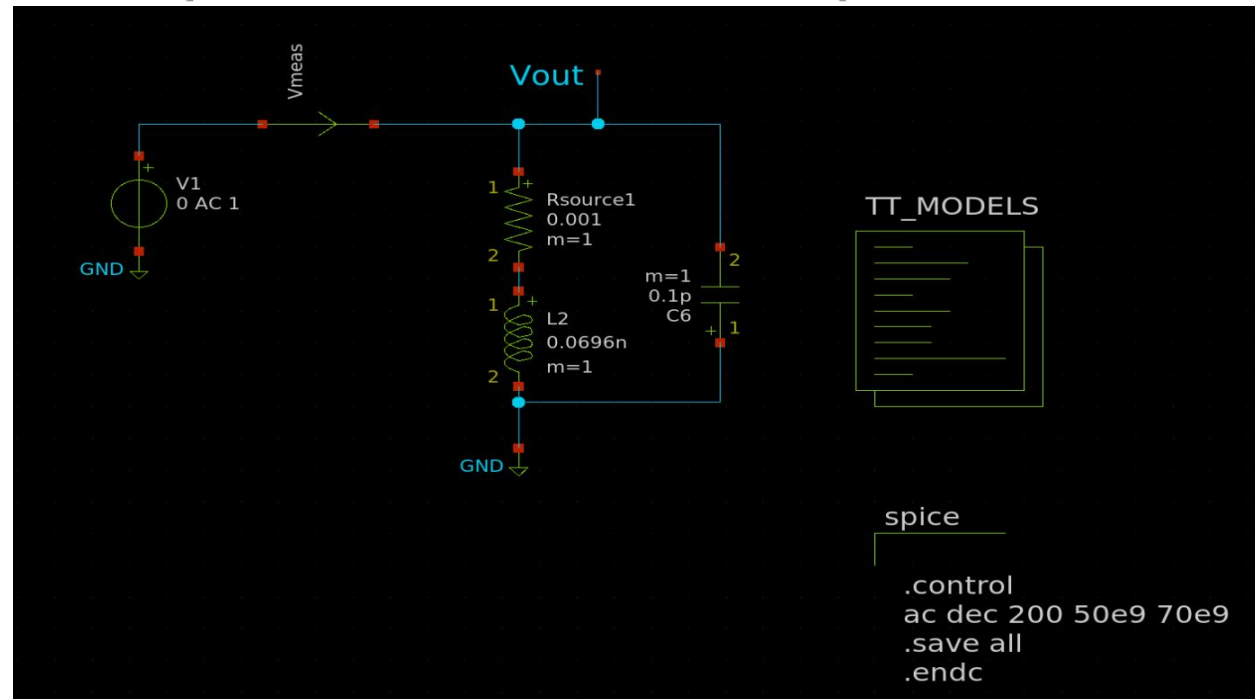 Vmeas
Vout
V1
0 AC 1
GND
1
Rsource1
0.001
m=1
2
1
L2
0.0696n
m=1
2
GND
2
m=1
0.1p
C6
1
TT_MODELS
spice
.control
ac dec 200 50e9 70e9
.save all
.endc